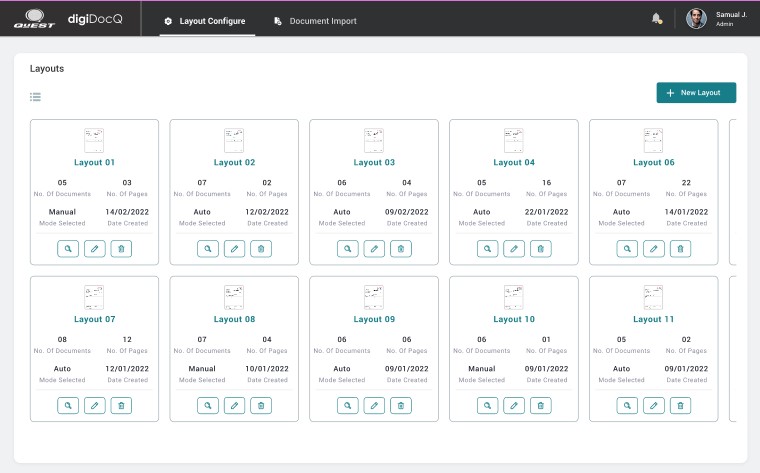 QUEST digiDocQ Layout Configure Document Import Samual J.
Admin
Layouts
New Layout
Layout 01 Layout 02 Layout 03 Layout 04 Layout 06
05 03 07 02 06 04 05 16 07 22
No. Of Documents No. Of Pages No. Of Documents No. Of Pages No. Of Documents No. Of Pages No. Of Documents No. Of Pages No. Of Documents No. Of Pages
Manual 14/02/2022 Auto 12/02/2022 Auto 09/02/2022 Auto 22/01/2022 Auto 14/01/2022
Mode Selected Date Created Mode Selected Date Created Mode Selected Date Created Mode Selected Date Created Mode Selected Date Created
Layout 07 Layout 08 Layout 09 Layout 10 Layout 11
08 12 07 04 06 06 06 01 05 02
No. Of Documents No. Of Pages No. Of Documents No. Of Pages No. Of Documents No. Of Pages No. Of Documents No. Of Pages No. Of Documents No. Of Pages
Auto 12/01/2022 Manual 10/01/2022 Auto 09/01/2022 Manual 09/01/2022 Auto 09/01/2022
Mode Selected Date Created Mode Selected Date Created Mode Selected Date Created Mode Selected Date Created Mode Selected Date Created